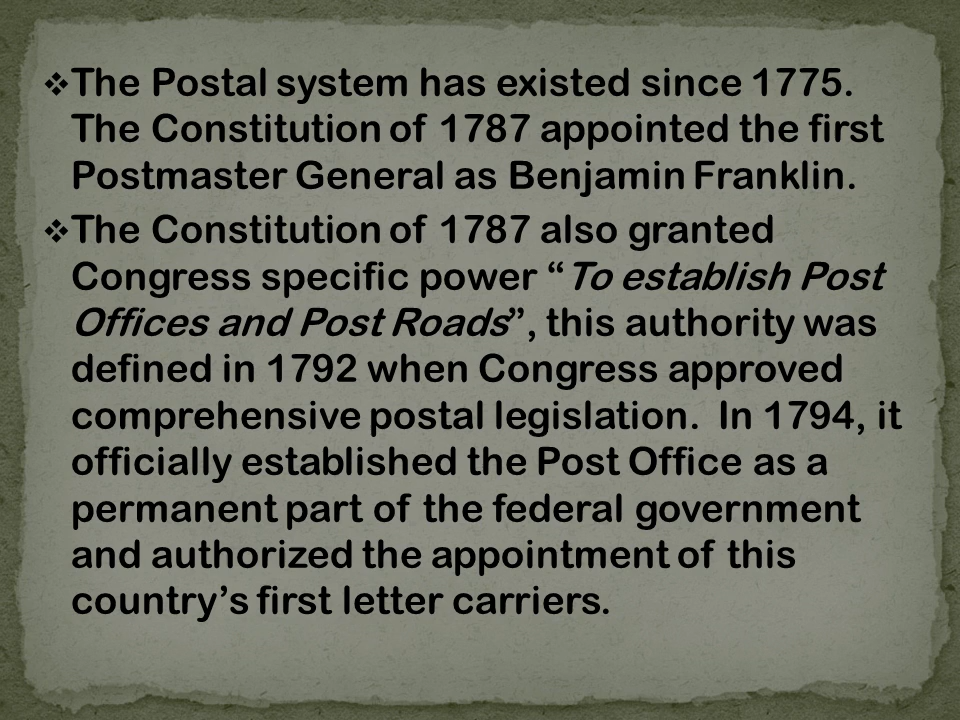 ❖ The Postal system has existed since 1775.
The Constitution of 1787 appointed the first
Postmaster General as Benjamin Franklin.
❖ The Constitution of 1787 also granted
Congress specific power “To establish Post
Offices and Post Roads”, this authority was
defined in 1792 when Congress approved
comprehensive postal legislation.  In 1794, it
officially established the Post Office as a
permanent part of the federal government
and authorized the appointment of this
country’s first letter carriers.